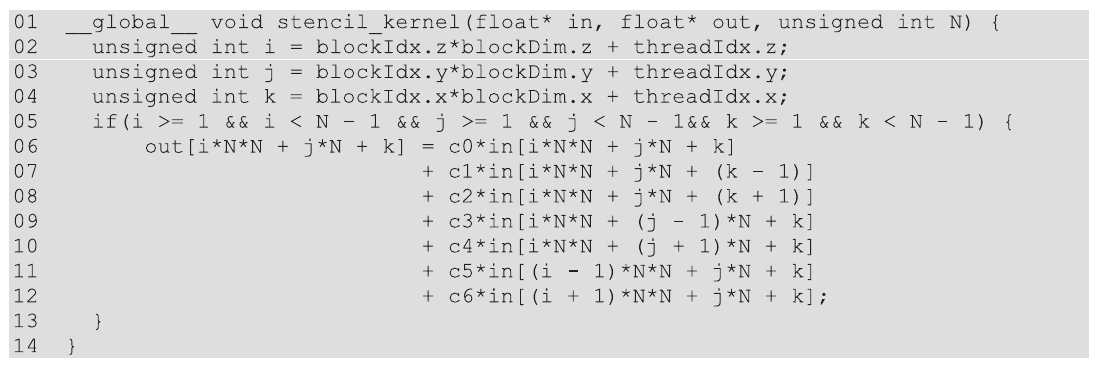 01  __global__ void stencil_kernel(float* in, float* out, unsigned int N) {
02    unsigned int i = blockIdx.z*blockDim.z + threadIdx.z;
03    unsigned int j = blockIdx.y*blockDim.y + threadIdx.y;
04    unsigned int k = blockIdx.x*blockDim.x + threadIdx.x;
05    if(i >= 1 && i < N - 1 && j >= 1 && j < N - 1&& k >= 1 && k < N - 1) {
06        out[i*N*N + j*N + k] = c0*in[i*N*N + j*N + k]
07                             + c1*in[i*N*N + j*N + (k - 1)]
08                             + c2*in[i*N*N + j*N + (k + 1)]
09                             + c3*in[i*N*N + (j - 1)*N + k]
10                             + c4*in[i*N*N + (j + 1)*N + k]
11                             + c5*in[(i - 1)*N*N + j*N + k]
12                             + c6*in[(i + 1)*N*N + j*N + k];
13    }
14  }